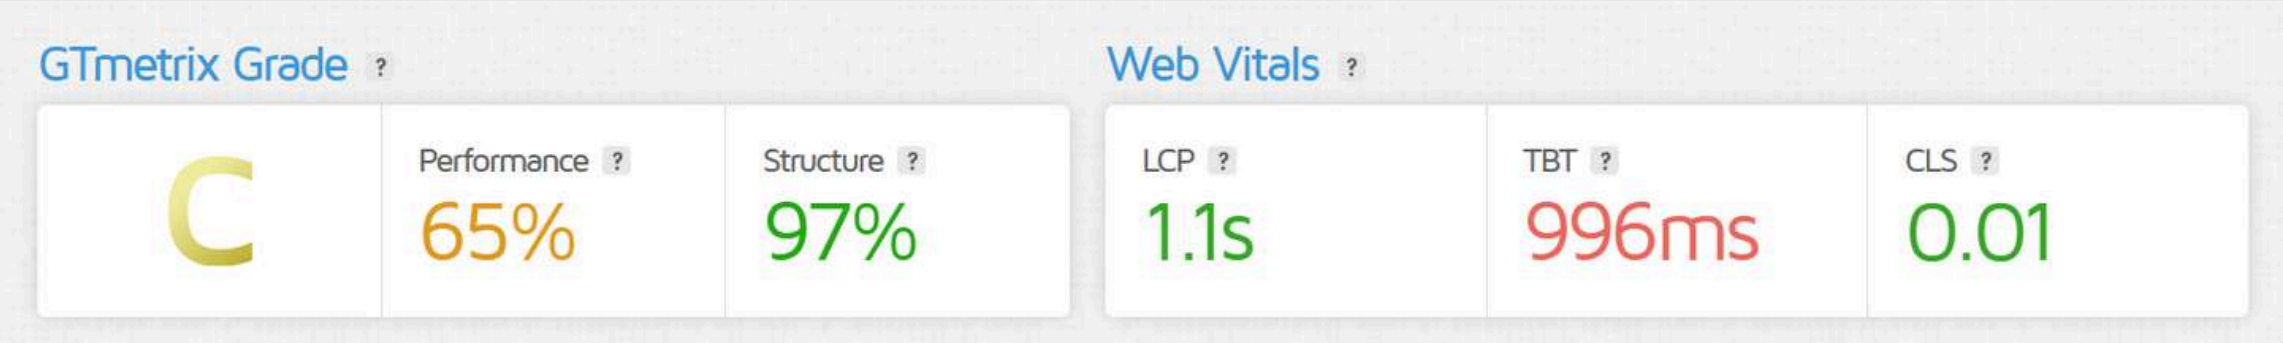 GTmetrix Grade ?
Web Vitals ?
C
Performance ?
65%
Structure ?
97%
LCP ?
1.1s
TBT ?
996ms
CLS ?
0.01